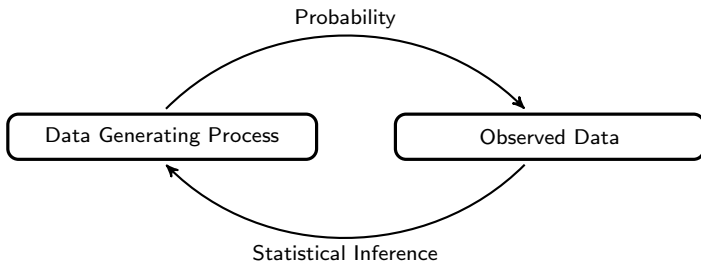 Probability
Data Generating Process
Observed Data
Statistical Inference